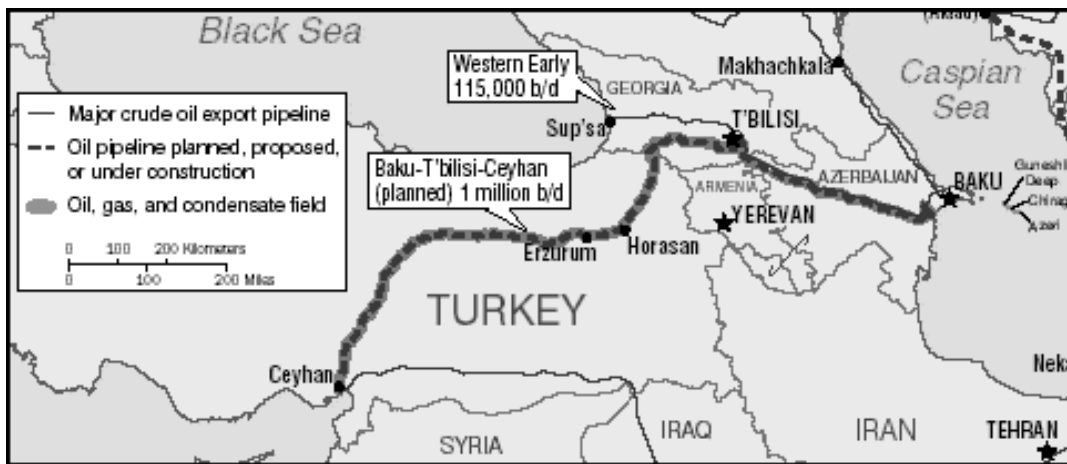 Black Sea
(Aktau)
Western Early
115,000 b/d
GEORGIA
Makhachkala
Caspian
Sea
Major crude oil export pipeline
Oil pipeline planned, proposed,
or under construction
Oil, gas, and condensate field
0 100 200 Kilometers
0 100 200 Miles
Sup'sa
T'BILISI
Baku-T'bilisi-Ceyhan
(planned) 1 million b/d
ARMENIA
AZERBAIJAN
BAKU
Guneshli
Deep
Chirag
Azeri
YEREVAN
Erzurum
Horasan
TURKEY
Ceyhan
Neka
SYRIA
IRAQ
IRAN
TEHRAN